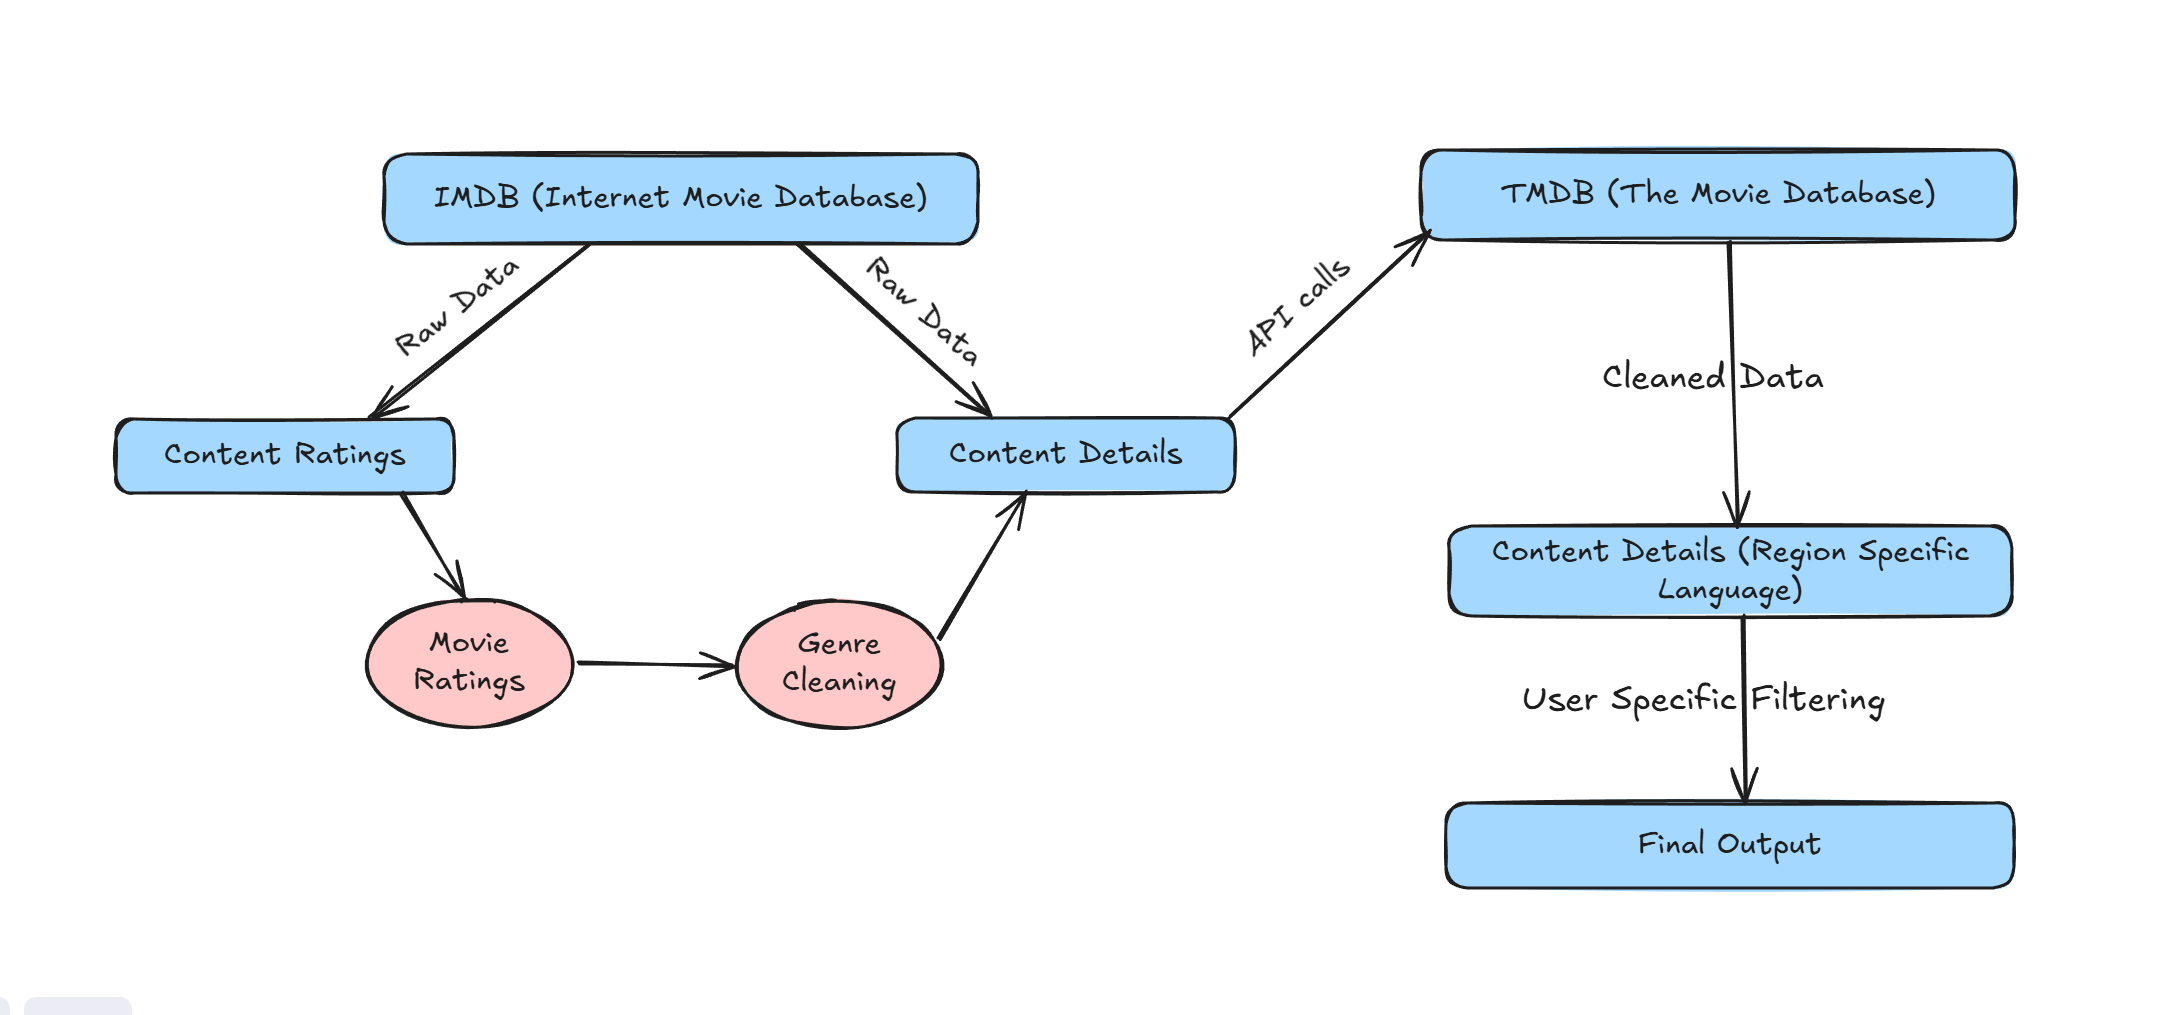 IMDB (Internet Movie Database)
TMDB (The Movie Database)
Raw Data
Raw Data
API calls
Cleaned Data
Content Ratings
Content Details
Content Details (Region Specific
Language)
Movie
Ratings
Genre
Cleaning
User Specific Filtering
Final Output